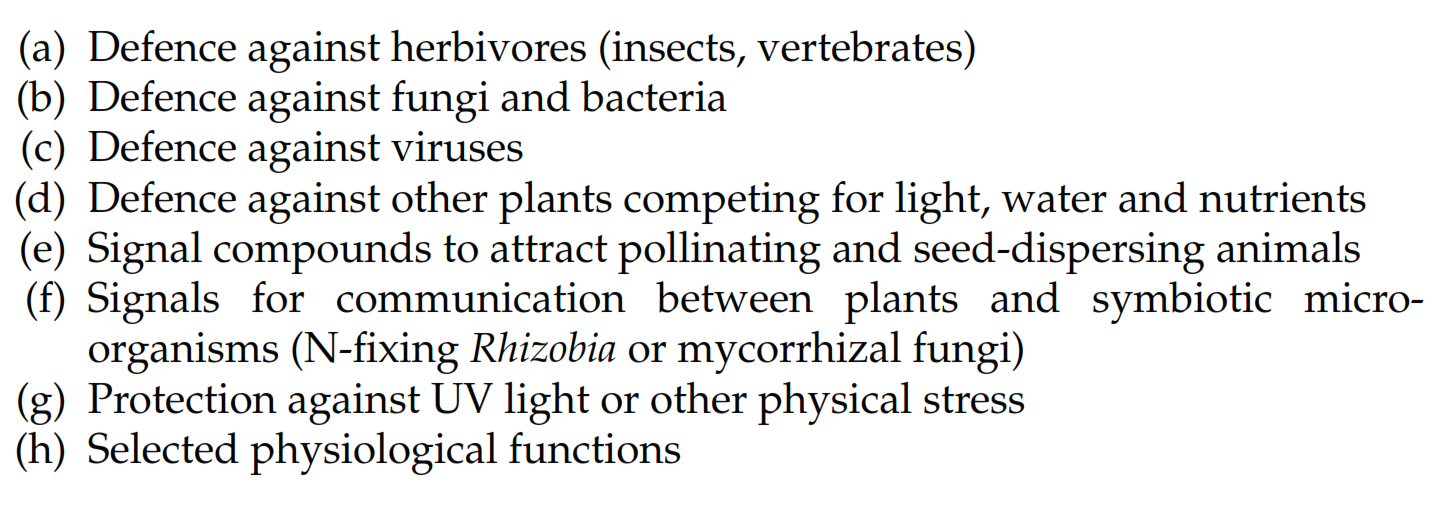 (a) Defence against herbivores (insects, vertebrates)
(b) Defence against fungi and bacteria
(c) Defence against viruses
(d) Defence against other plants competing for light, water and nutrients
(e) Signal compounds to attract pollinating and seed-dispersing animals
(f) Signals for communication between plants and symbiotic micro-
organisms (N-fixing Rhizobia or mycorrhizal fungi)
(g) Protection against UV light or other physical stress
(h) Selected physiological functions